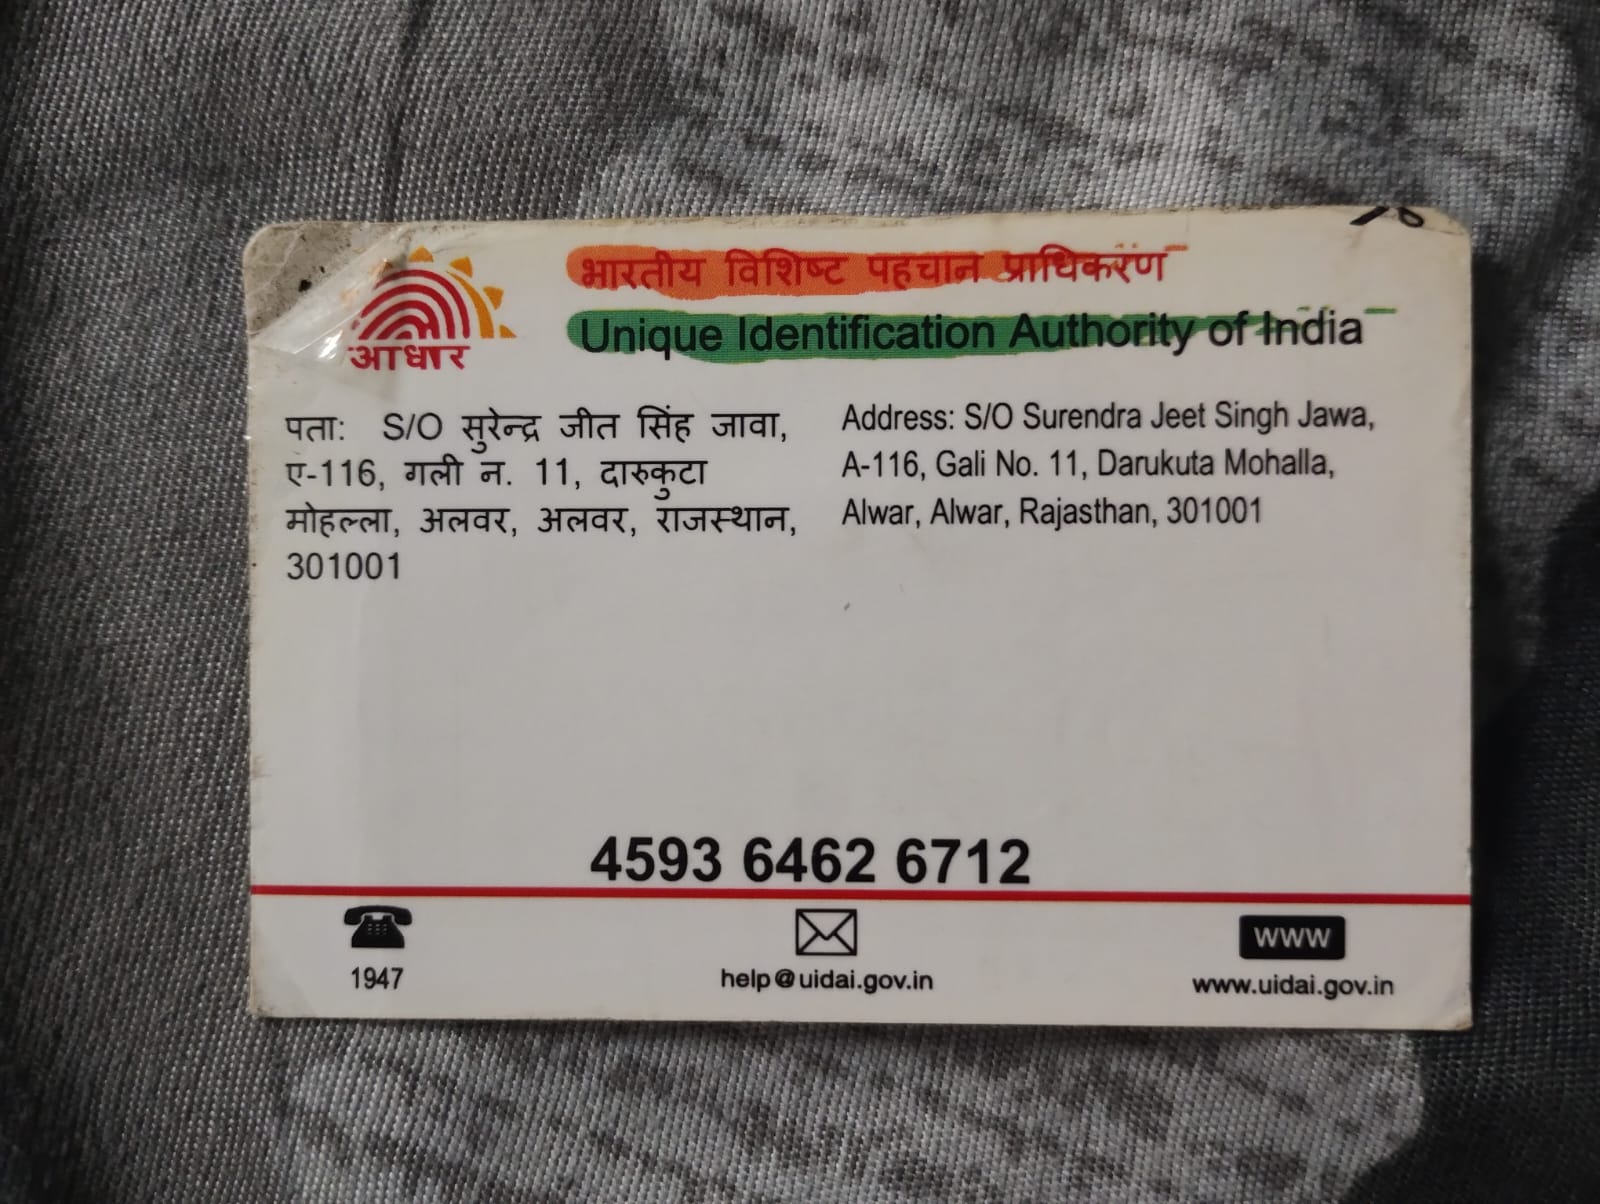 आधार
भारतीय विशिष्ट पहचान प्राधिकरण
Unique Identification Authority of India
पता: S/O सुरेन्द्र जीत सिंह जावा,
ए-116, गली न. 11, दारुकुटा
मोहल्ला, अलवर, अलवर, राजस्थान,
301001
Address: S/O Surendra Jeet Singh Jawa,
A-116, Gali No. 11, Darukuta Mohalla,
Alwar, Alwar, Rajasthan, 301001
4593 6462 6712
1947
help@uidai.gov.in
www
www.uidai.gov.in